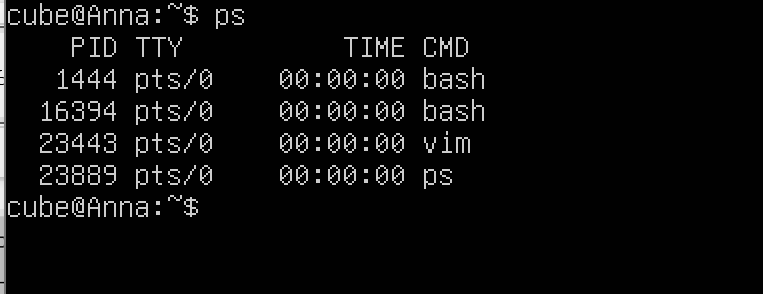 cube@Anna:~$ ps
    PID TTY          TIME CMD
   1444 pts/0    00:00:00 bash
  16394 pts/0    00:00:00 bash
  23443 pts/0    00:00:00 vim
  23889 pts/0    00:00:00 ps
cube@Anna:~$